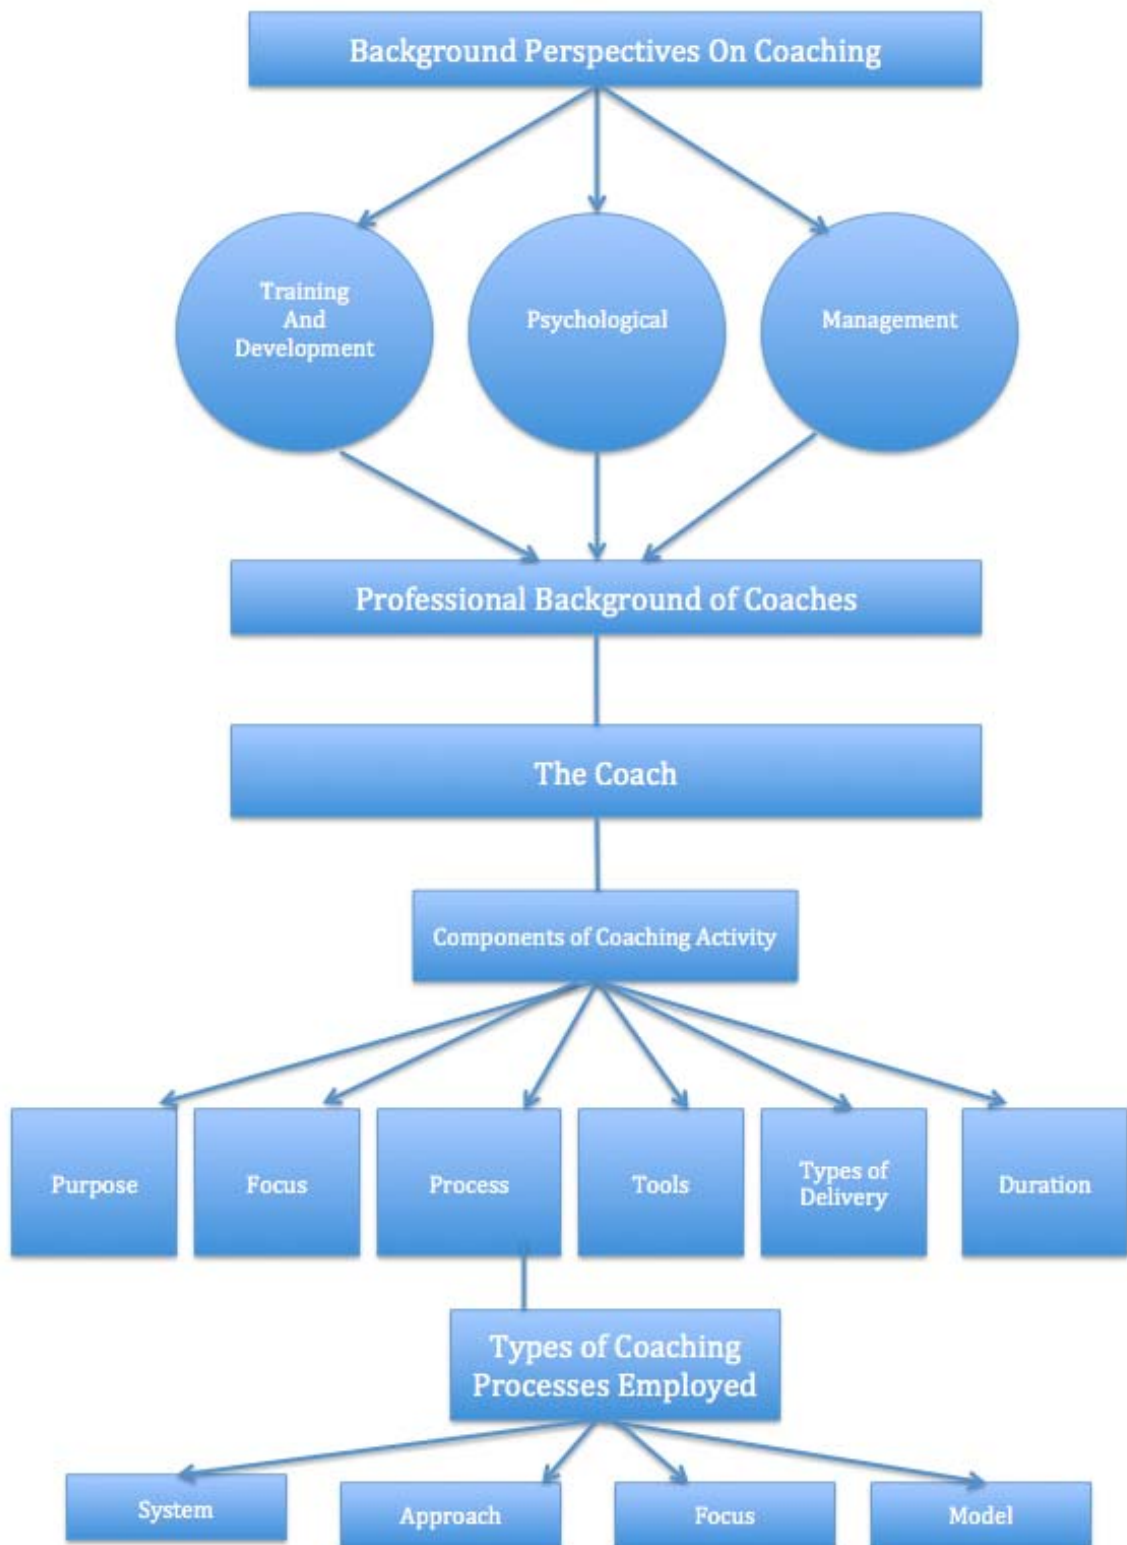 Background Perspectives On Coaching
Training
And
Development
Psychological
Management
Professional Background of Coaches
The Coach
Components of Coaching Activity
Purpose
Focus
Process
Tools
Types of
Delivery
Duration
Types of Coaching
Processes Employed
System
Approach
Focus
Model